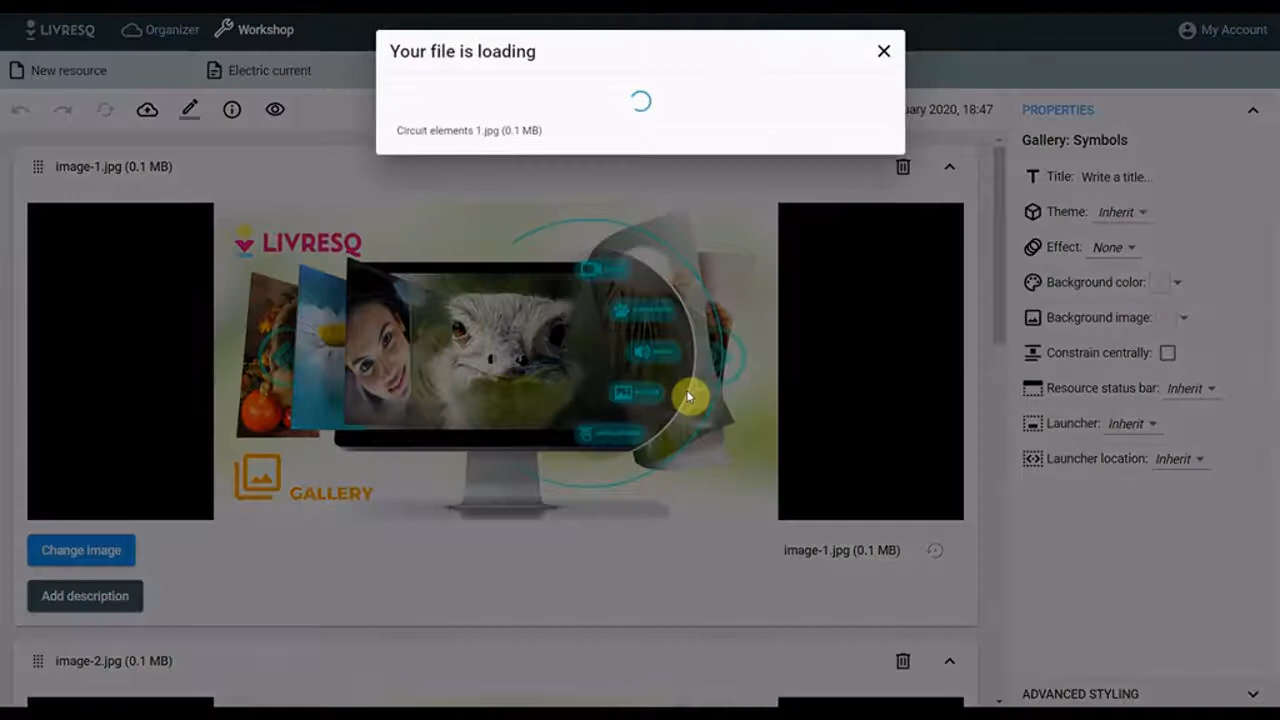 LIVRESQ
Organizer
Workshop
My Account
New resource
Electric current
Your file is loading
Circuit elements 1.jpg (0.1 MB)
uary 2020, 18:47
image-1.jpg (0.1 MB)
LIVRESQ
GALLERY
Change image
image-1.jpg (0.1 MB)
Add description
image-2.jpg (0.1 MB)
PROPERTIES
Gallery: Symbols
Title: Write a title...
Theme: Inherit
Effect: None
Background color:
Background image:
Constrain centrally:
Resource status bar: Inherit
Launcher: Inherit
Launcher location: Inherit
ADVANCED STYLING